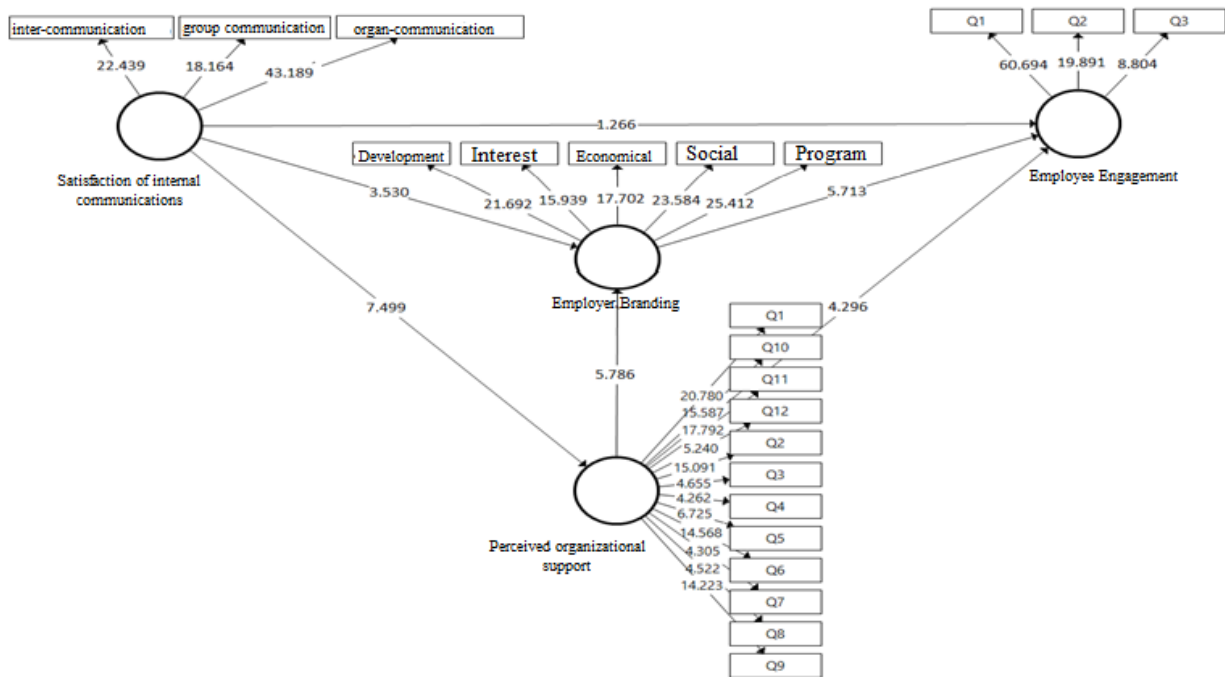 inter-communication
group communication
organ-communication
Q1
Q2
Q3
22.439
18.164
43.189
60.694
19.891
8.804
1.266
Development
Interest
Economical
Social
Program
Satisfaction of internal
communications
Employee Engagement
3.530
21.692
15.939
17.702
23.584
25.412
5.713
Employer Branding
7.499
4.296
5.786
Q1
Q10
Q11
Q12
Q2
Q3
Q4
Q5
Q6
Q7
Q8
Q9
20.780
15.587
17.792
5.240
15.091
4.655
4.262
6.725
14.568
4.305
4.522
14.223
Perceived organizational
support